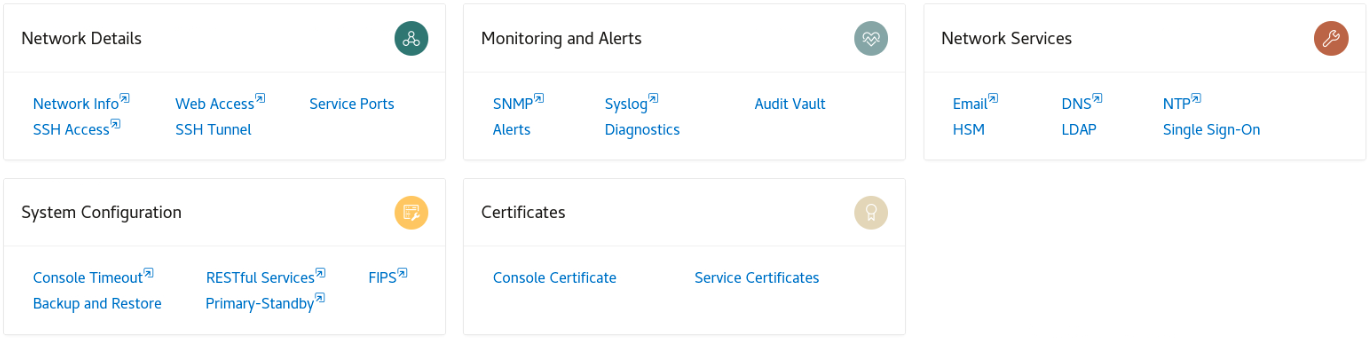 Network Details
Network Info Web Access Service Ports
SSH Access SSH Tunnel
Monitoring and Alerts
SNMP Syslog Audit Vault
Alerts Diagnostics
Network Services
Email DNS NTP
HSM LDAP Single Sign-On
System Configuration
Console Timeout RESTful Services FIPS
Backup and Restore Primary-Standby
Certificates
Console Certificate Service Certificates